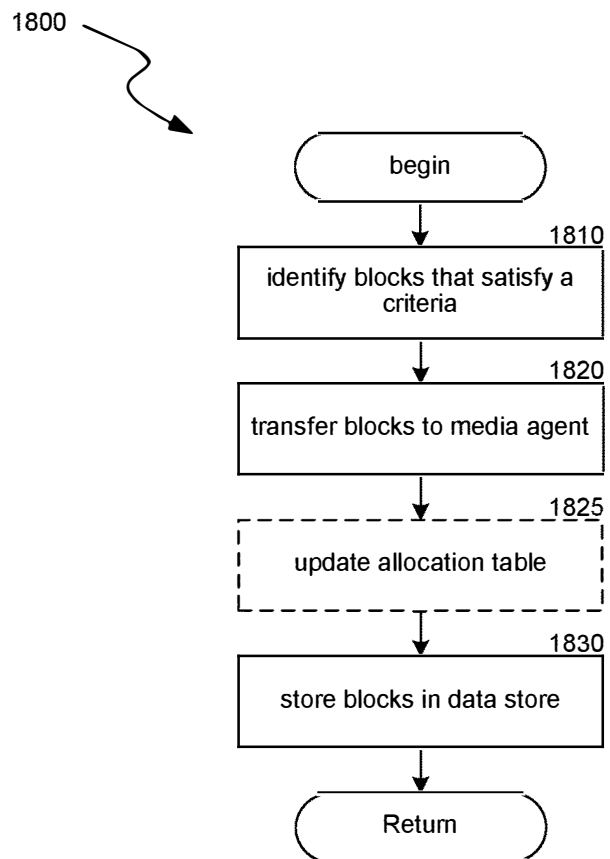 1800
begin
1810
identify blocks that satisfy a
criteria
1820
transfer blocks to media agent
1825
update allocation table
1830
store blocks in data store
Return